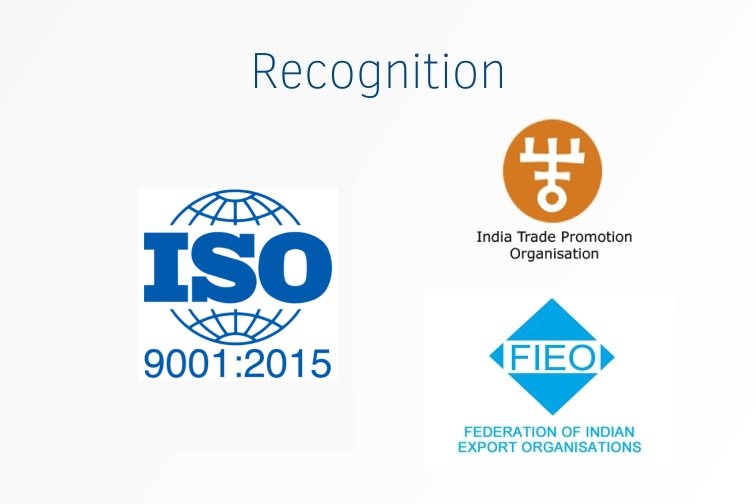 Recognition
ISO
9001:2015
India Trade Promotion
Organisation
FIEO
FEDERATION OF INDIAN
EXPORT ORGANISATIONS